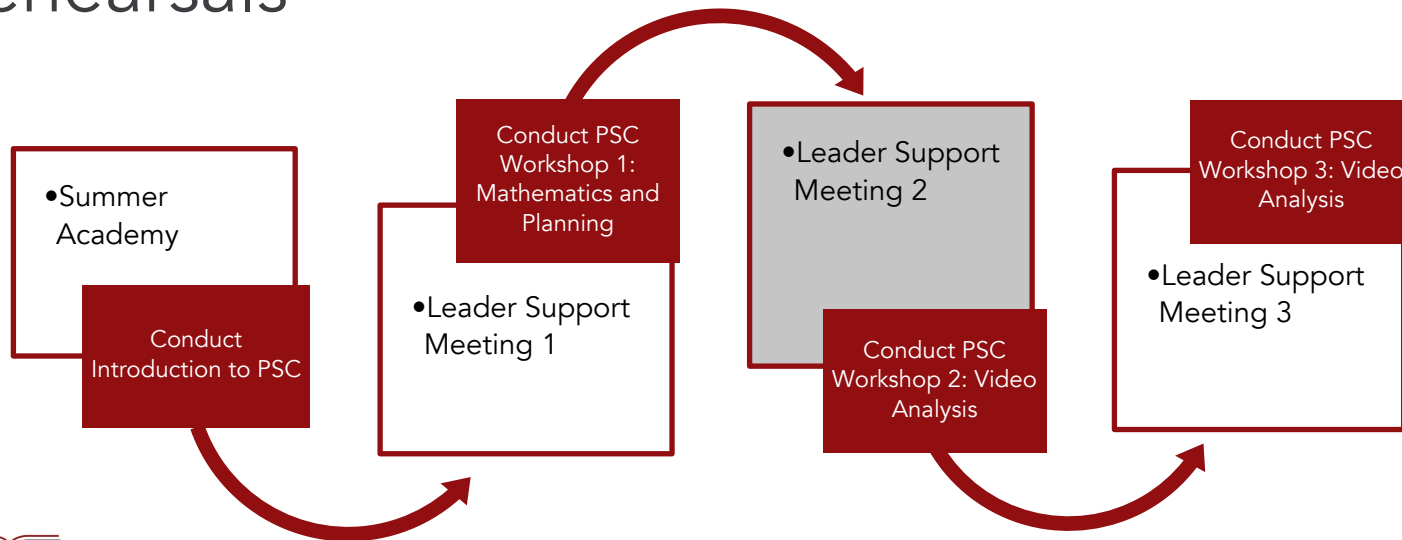 •Summer
Academy
Conduct
Introduction to PSC
Conduct PSC
Workshop 1:
Mathematics and
Planning
•Leader Support
Meeting 1
•Leader Support
Meeting 2
Conduct PSC
Workshop 2: Video
Analysis
Conduct PSC
Workshop 3: Video
Analysis
•Leader Support
Meeting 3